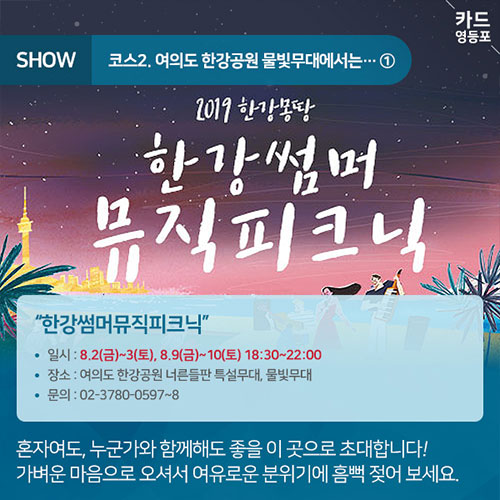 카드
영등포
SHOW
코스2. 여의도 한강공원 물빛무대에서는… ①
2019 한강몽땅
한강썸머
뮤직피크닉
“한강썸머뮤직피크닉”
• 일시 : 8.2(금)~3(토), 8.9(금)~10(토) 18:30~22:00
• 장소 : 여의도 한강공원 너른들판 특설무대, 물빛무대
• 문의 : 02-3780-0597~8
혼자여도, 누군가와 함께해도 좋을 이 곳으로 초대합니다!
가벼운 마음으로 오셔서 여유로운 분위기에 흠뻑 젖어 보세요.